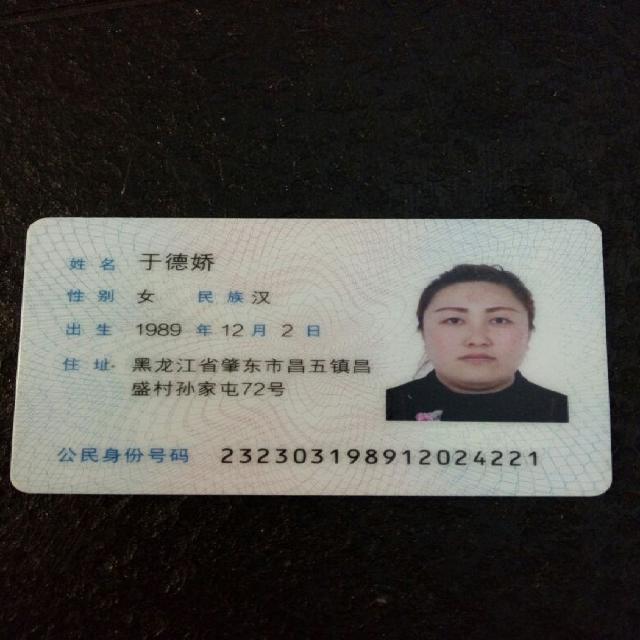 姓名 于德娇
性别 女 民族 汉
出生 1989 年 12 月 2 日
住址 黑龙江省肇东市昌五镇昌
盛村孙家屯72号
公民身份号码 232303198912024221